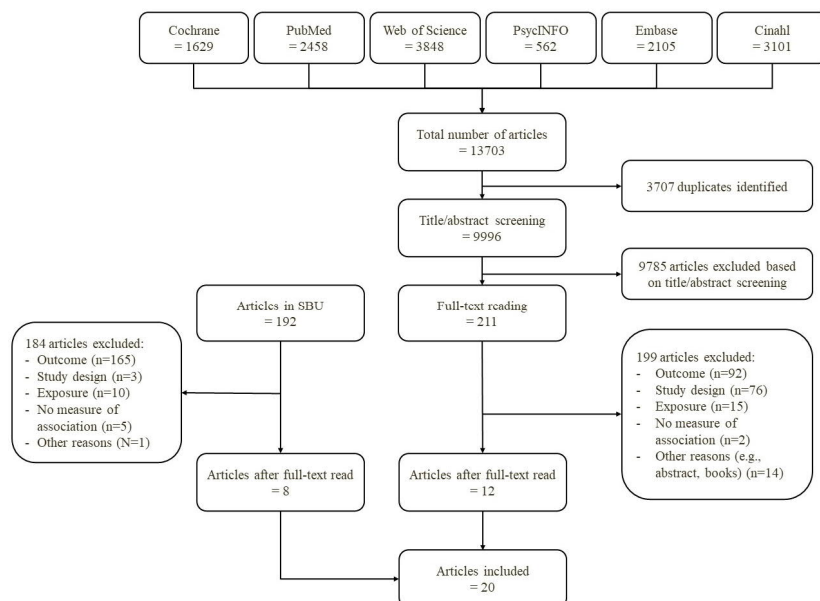 Cochrane
= 1629
PubMed
= 2458
Web of Science
= 3848
PsycINFO
= 562
Embase
= 2105
Cinahl
= 3101
Total number of articles
= 13703
3707 duplicates identified
Title/abstract screening
= 9996
9785 articles excluded based
on title/abstract screening
Articles in SBU
= 192
Full-text reading
= 211
184 articles excluded:
- Outcome (n=165)
- Study design (n=3)
- Exposure (n=10)
- No measure of
association (n=5)
- Other reasons (N=1)
199 articles excluded:
- Outcome (n=92)
- Study design (n=76)
- Exposure (n=15)
- No measure of
association (n=2)
- Other reasons (e.g.,
abstract, books) (n=14)
Articles after full-text read
= 8
Articles after full-text read
= 12
Articles included
= 20